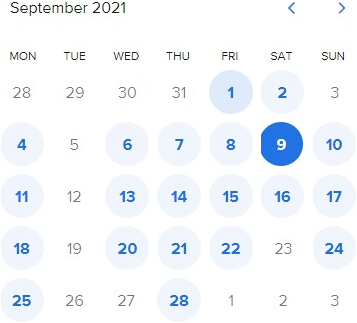 September 2021
MON TUE WED THU FRI SAT SUN
28 29 30 31 1 2 3
4 5 6 7 8 9 10
11 12 13 14 15 16 17
18 19 20 21 22 23 24
25 26 27 28 1 2 3